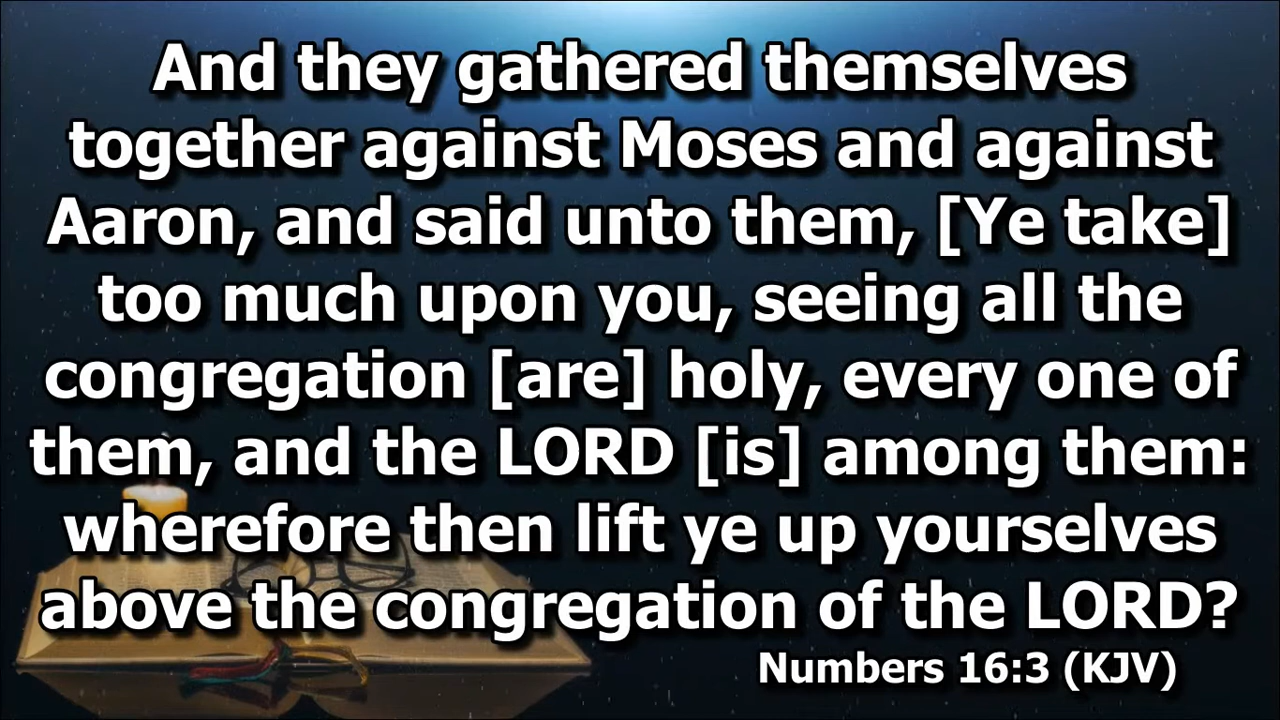 And they gathered themselves
together against Moses and against
Aaron, and said unto them, [Ye take]
too much upon you, seeing all the
congregation [are] holy, every one of
them, and the LORD [is] among them:
wherefore then lift ye up yourselves
above the congregation of the LORD?
Numbers 16:3 (KJV)